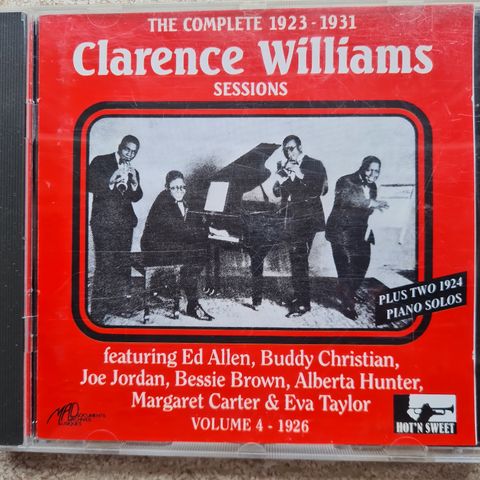 THE COMPLETE 1923 - 1931
Clarence Williams
SESSIONS
PLUS TWO 1924
PIANO SOLOS
featuring Ed Allen, Buddy Christian,
Joe Jordan, Bessie Brown, Alberta Hunter,
Margaret Carter & Eva Taylor
VOLUME 4 - 1926
HOT'N SWEET